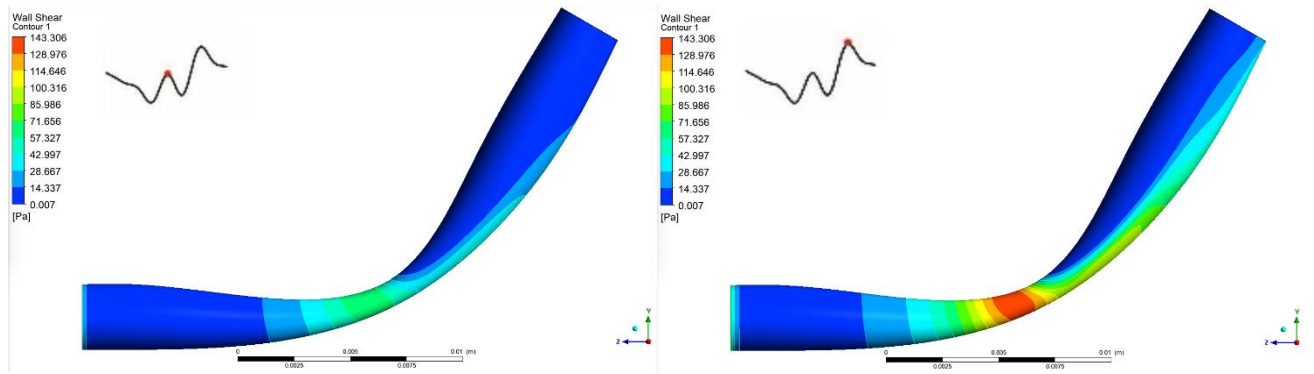 Wall Shear
Contour 1
143.306
128.976
114.646
100.316
85.986
71.656
57.327
42.997
28.667
14.337
0.007
[Pa]
0 0.005 0.01 (m)
0.0025 0.0075
Y
Z
Wall Shear
Contour 1
143.306
128.976
114.646
100.316
85.986
71.656
57.327
42.997
28.667
14.337
0.007
[Pa]
0 0.005 0.01 (m)
0.0025 0.0075
Y
Z